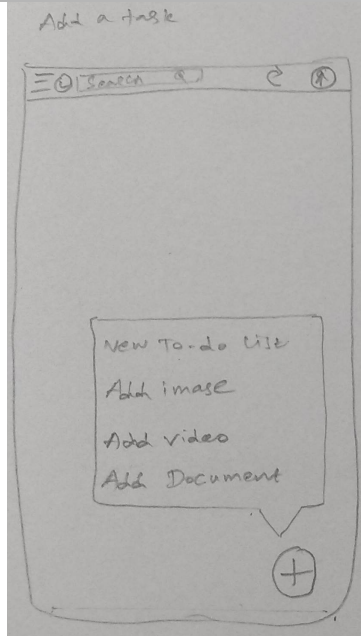 Add a task
Search
New To-do List
Add image
Add video
Add Document